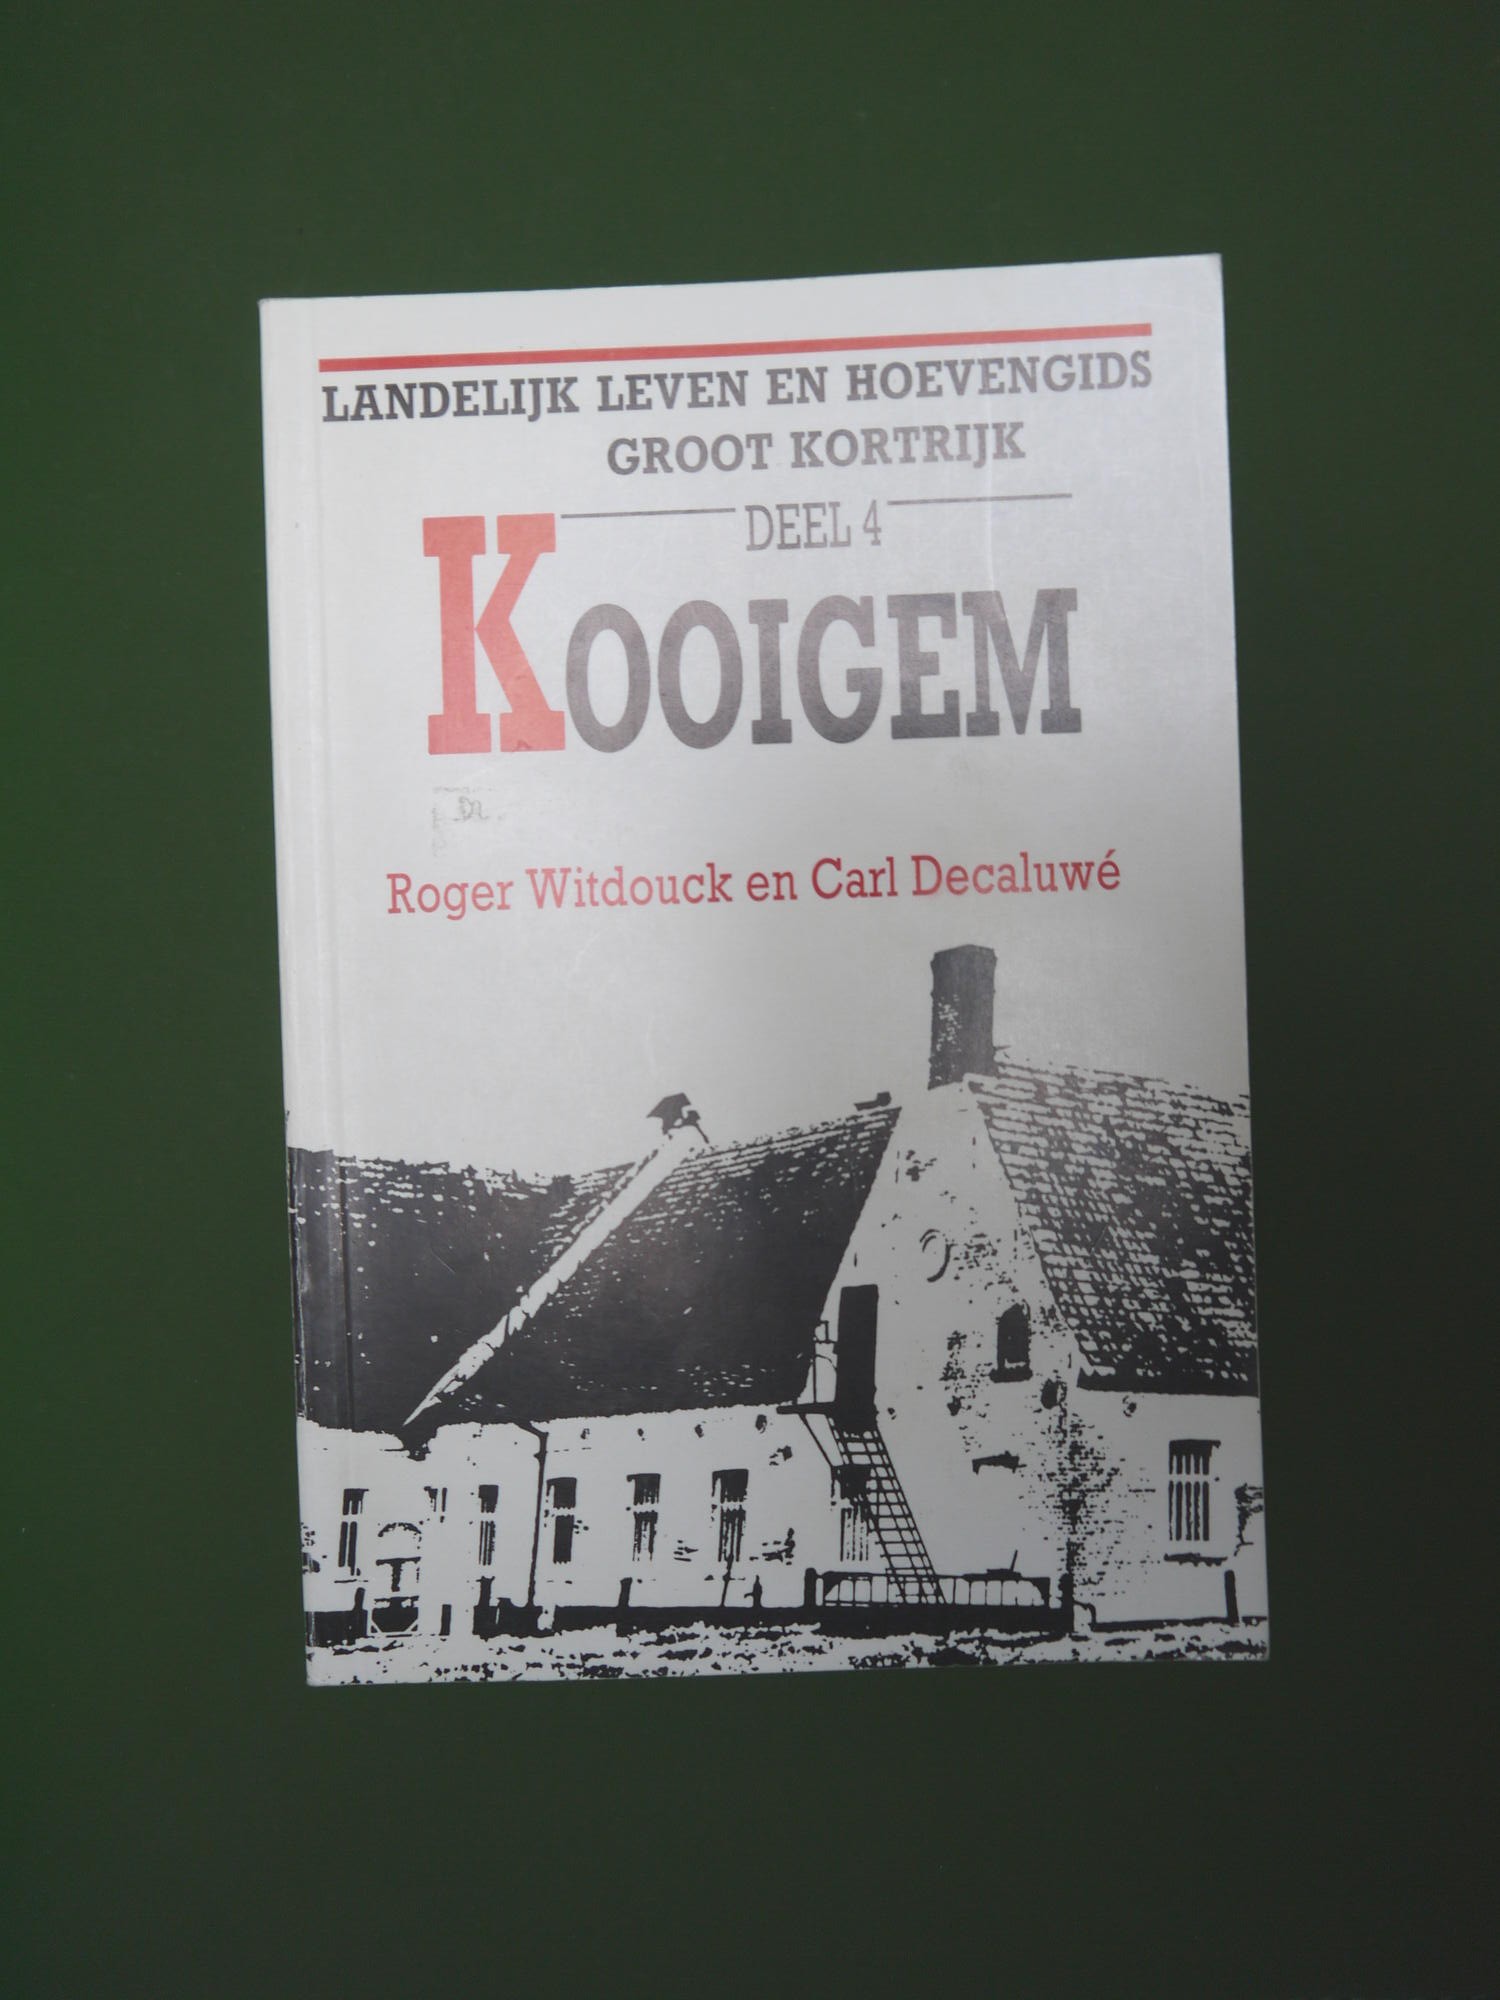 LANDELIJK LEVEN EN HOEVENGIDS
GROOT KORTRIJK
DEEL 4
KOOIGEM
Roger Witdouck en Carl Decaluwé